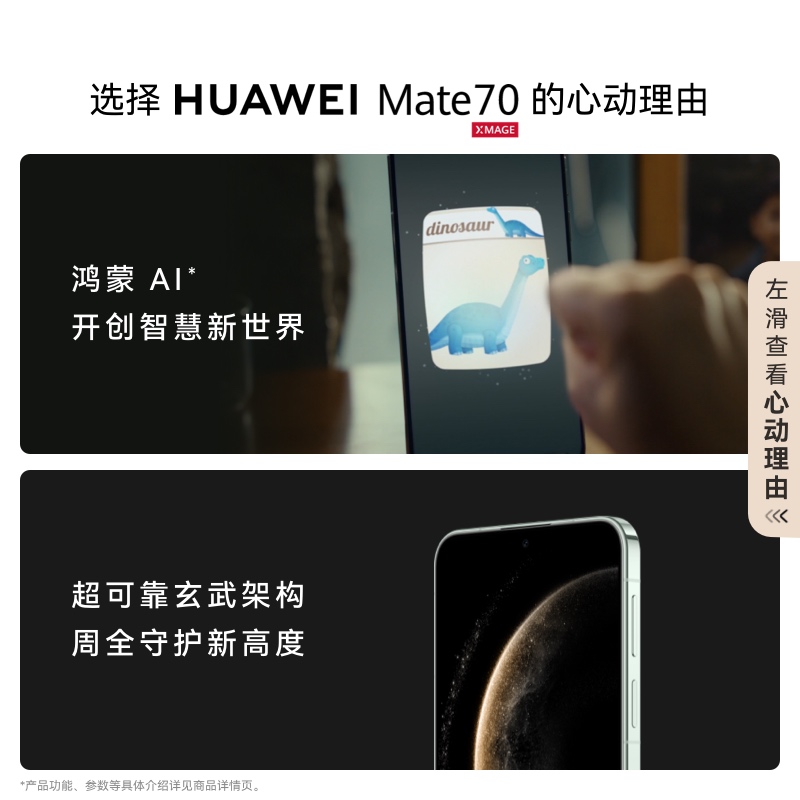 选择 HUAWEI Mate70 的心动理由
XMAGE
鸿蒙 AI*
开创智慧新世界
dinosaur
左滑查看心动理由
超可靠玄武架构
周全守护新高度
*产品功能、参数等具体介绍详见商品详情页。